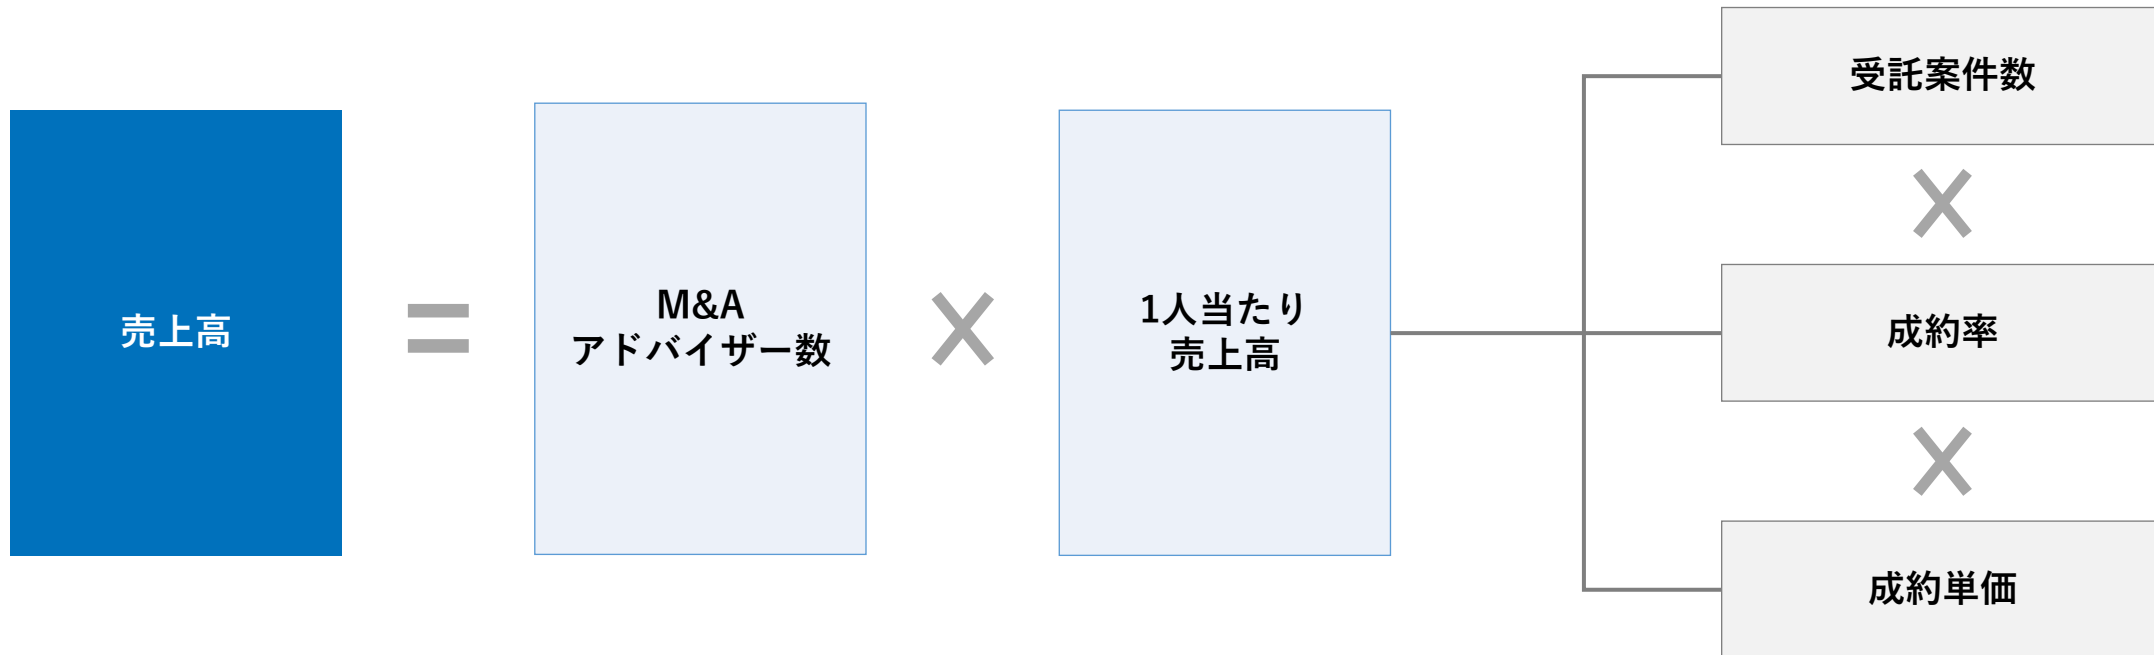 売上高
=
M&A
アドバイザー数
×
1人当たり
売上高
受託案件数
×
成約率
×
成約単価